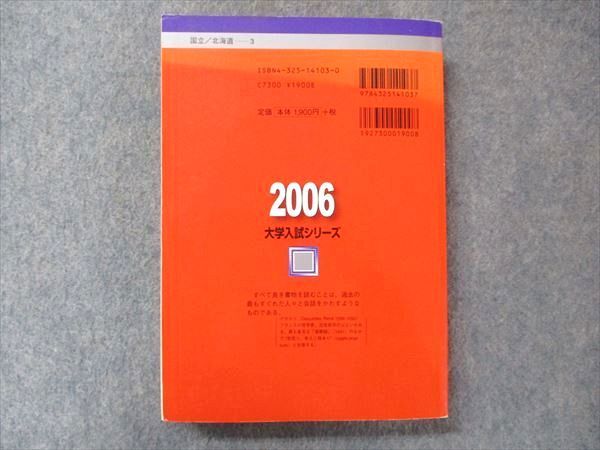 国立／北海道 — 3
ISBN4-325-14103-0
C7300 ¥1900E
定価 本体 1,900円 +税
9784325141037
1927300019008
2006
大学入試シリーズ
すべて良き書物を読むことは、過去の
最もすぐれた人々と会話をかわすような
ものである。